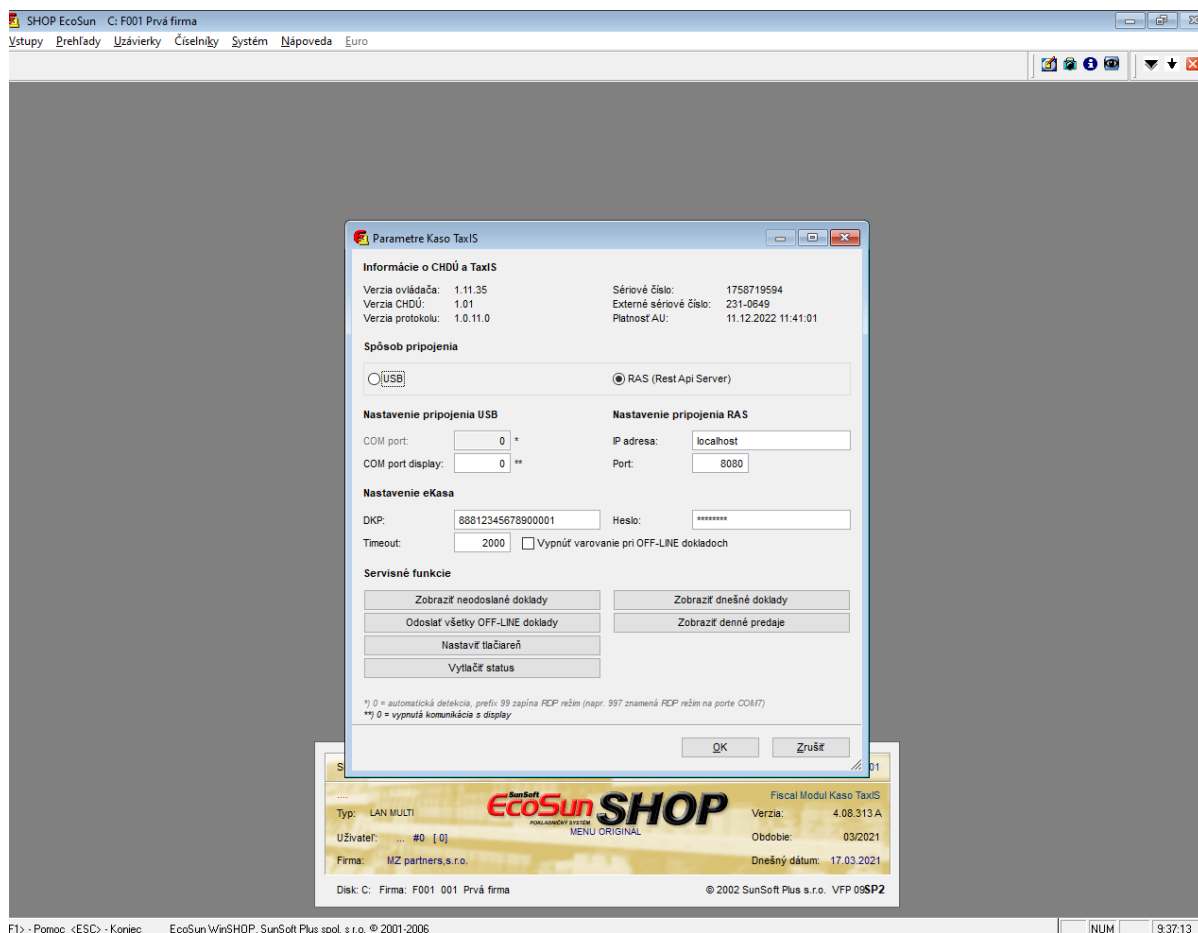 SHOP EcoSun C: F001 Prvá firma
Vstupy Prehľady Uzávierky Číselníky Systém Nápoveda Euro
Parametre Kaso TaxIS
Informácie o CHDÚ a TaxIS
Verzia ovládača: 1.11.35 Sériové číslo: 1758719594
Verzia CHDÚ: 1.01 Externé sériové číslo: 231-0649
Verzia protokolu: 1.0.11.0 Platnosť AU: 11.12.2022 11:41:01
Spôsob pripojenia
USB RAS (Rest Api Server)
Nastavenie pripojenia USB Nastavenie pripojenia RAS
COM port: 0 * IP adresa: localhost
COM port display: 0 ** Port: 8080
Nastavenie eKasa
DKP: 88812345678900001 Heslo: ********
Timeout: 2000 Vypnúť varovanie pri OFF-LINE dokladoch
Servisné funkcie
Zobraziť neodoslané doklady Zobraziť dnešné doklady
Odoslať všetky OFF-LINE doklady Zobraziť denné predaje
Nastaviť tlačiareň
Vytlačiť status
*) 0 = automatická detekcia, prefix 99 zapína RDP režim (napr. 997 znamená RDP režim na porte COM7)
**) 0 = vypnutá komunikácia s display
OK Zrušiť
S 01
.... SunSoft Fiscal Modul Kaso TaxIS
EcoSun SHOP
POKLADNIČNÝ SYSTÉM
Typ: LAN MULTI Verzia: 4.08.313 A
MENU ORIGINAL
Užívateľ: ... #0 [ 0] Obdobie: 03/2021
Firma: MZ partners,s.r.o. Dnešný dátum: 17.03.2021
Disk: C: Firma: F001 001 Prvá firma © 2002 SunSoft Plus s.r.o. VFP 09SP2
F1> - Pomoc <ESC> - Koniec EcoSun WinSHOP, SunSoft Plus spol. s r.o. © 2001-2006 NUM 9:37:13